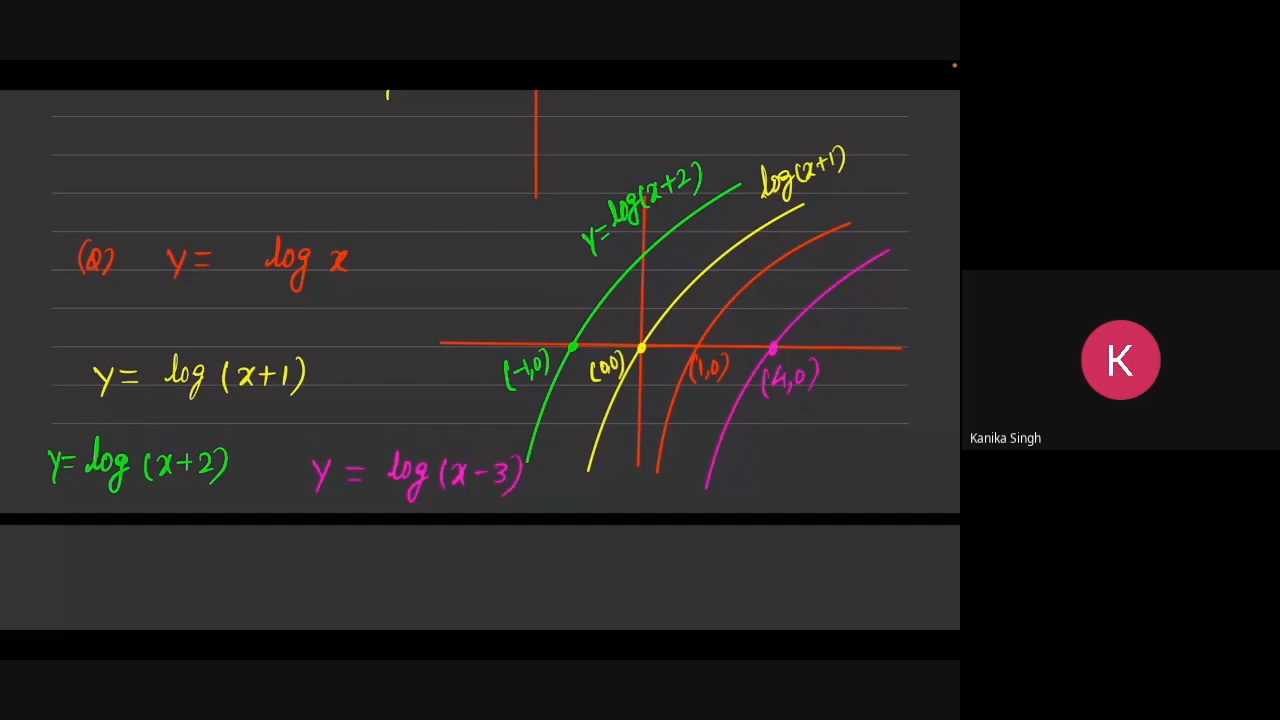 y = log(x+2)
log(x+1)
(Q) y = log x
(-1,0) (0,0) (1,0) (4,0)
y = log (x+1)
y = log (x+2)
y = log (x-3)
K
Kanika Singh